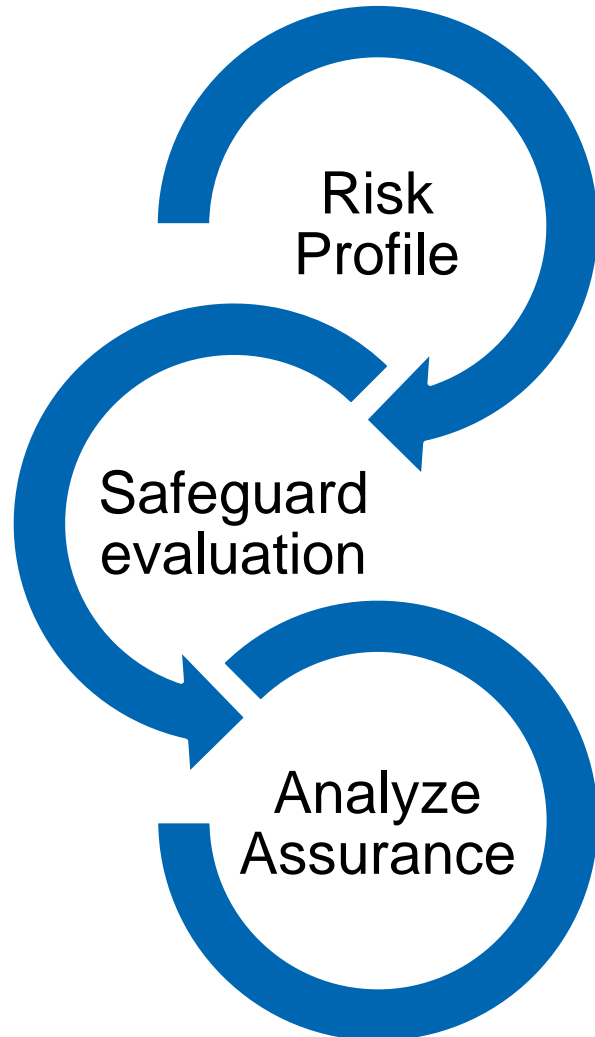 Risk
Profile
Safeguard
evaluation
Analyze
Assurance